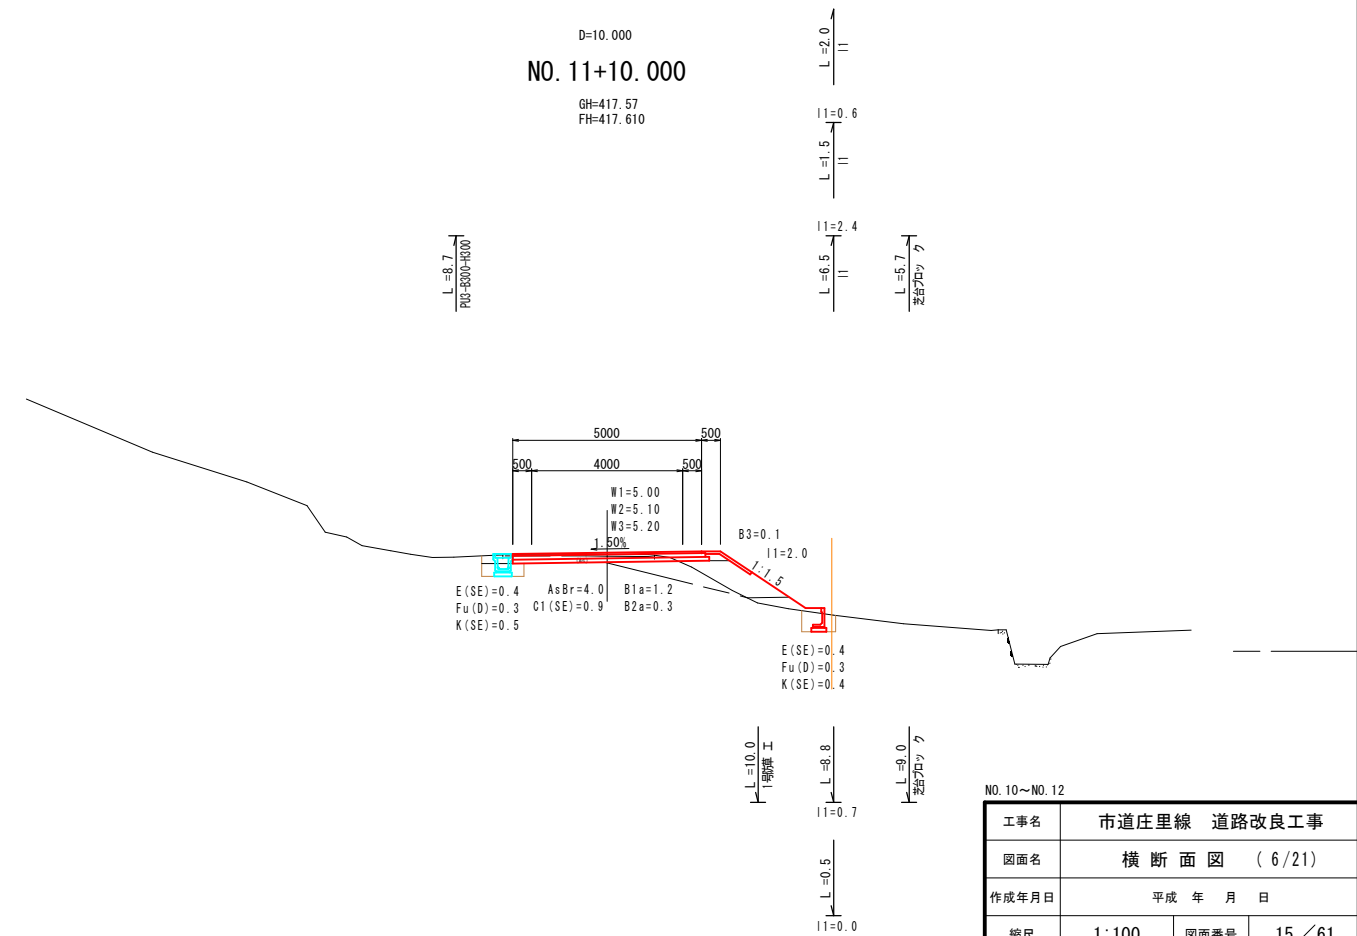 D=10.000
NO.11+10.000
GH=417.57
FH=417.610
L=2.0
l1
l1=0.6
L=1.5
l1
l1=2.4
L=8.7
PU3-B300-H300
L=6.5
l1
L=5.7
芝台ブロック
5000
500
500
4000
500
W1=5.00
W2=5.10
W3=5.20
1.50%
B3=0.1
l1=2.0
1:1.5
E(SE)=0.4
Fu(D)=0.3
K(SE)=0.5
AsBr=4.0
C1(SE)=0.9
B1a=1.2
B2a=0.3
E(SE)=0.4
Fu(D)=0.3
K(SE)=0.4
L=10.0
L=8.8
L=9.0
芝台ブロック
l1=0.7
L=0.5
l1=0.0
NO.10～NO.12
工事名 市道庄里線 道路改良工事
図面名 横断面図 (6/21)
作成年月日 平成 年 月 日
縮尺 1:100 図面番号 15／61